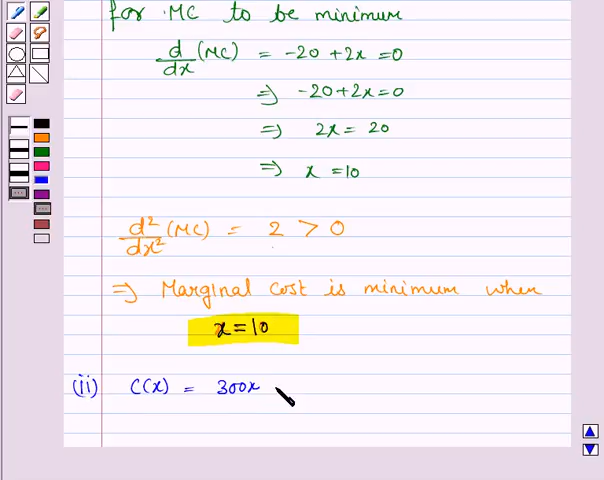 for MC to be minimum
d/dx (MC) = -20 + 2x = 0
⇒ -20 + 2x = 0
⇒ 2x = 20
⇒ x = 10
d²/dx² (MC) = 2 > 0
⇒ Marginal cost is minimum when
x = 10
(ii) C(x) = 300x